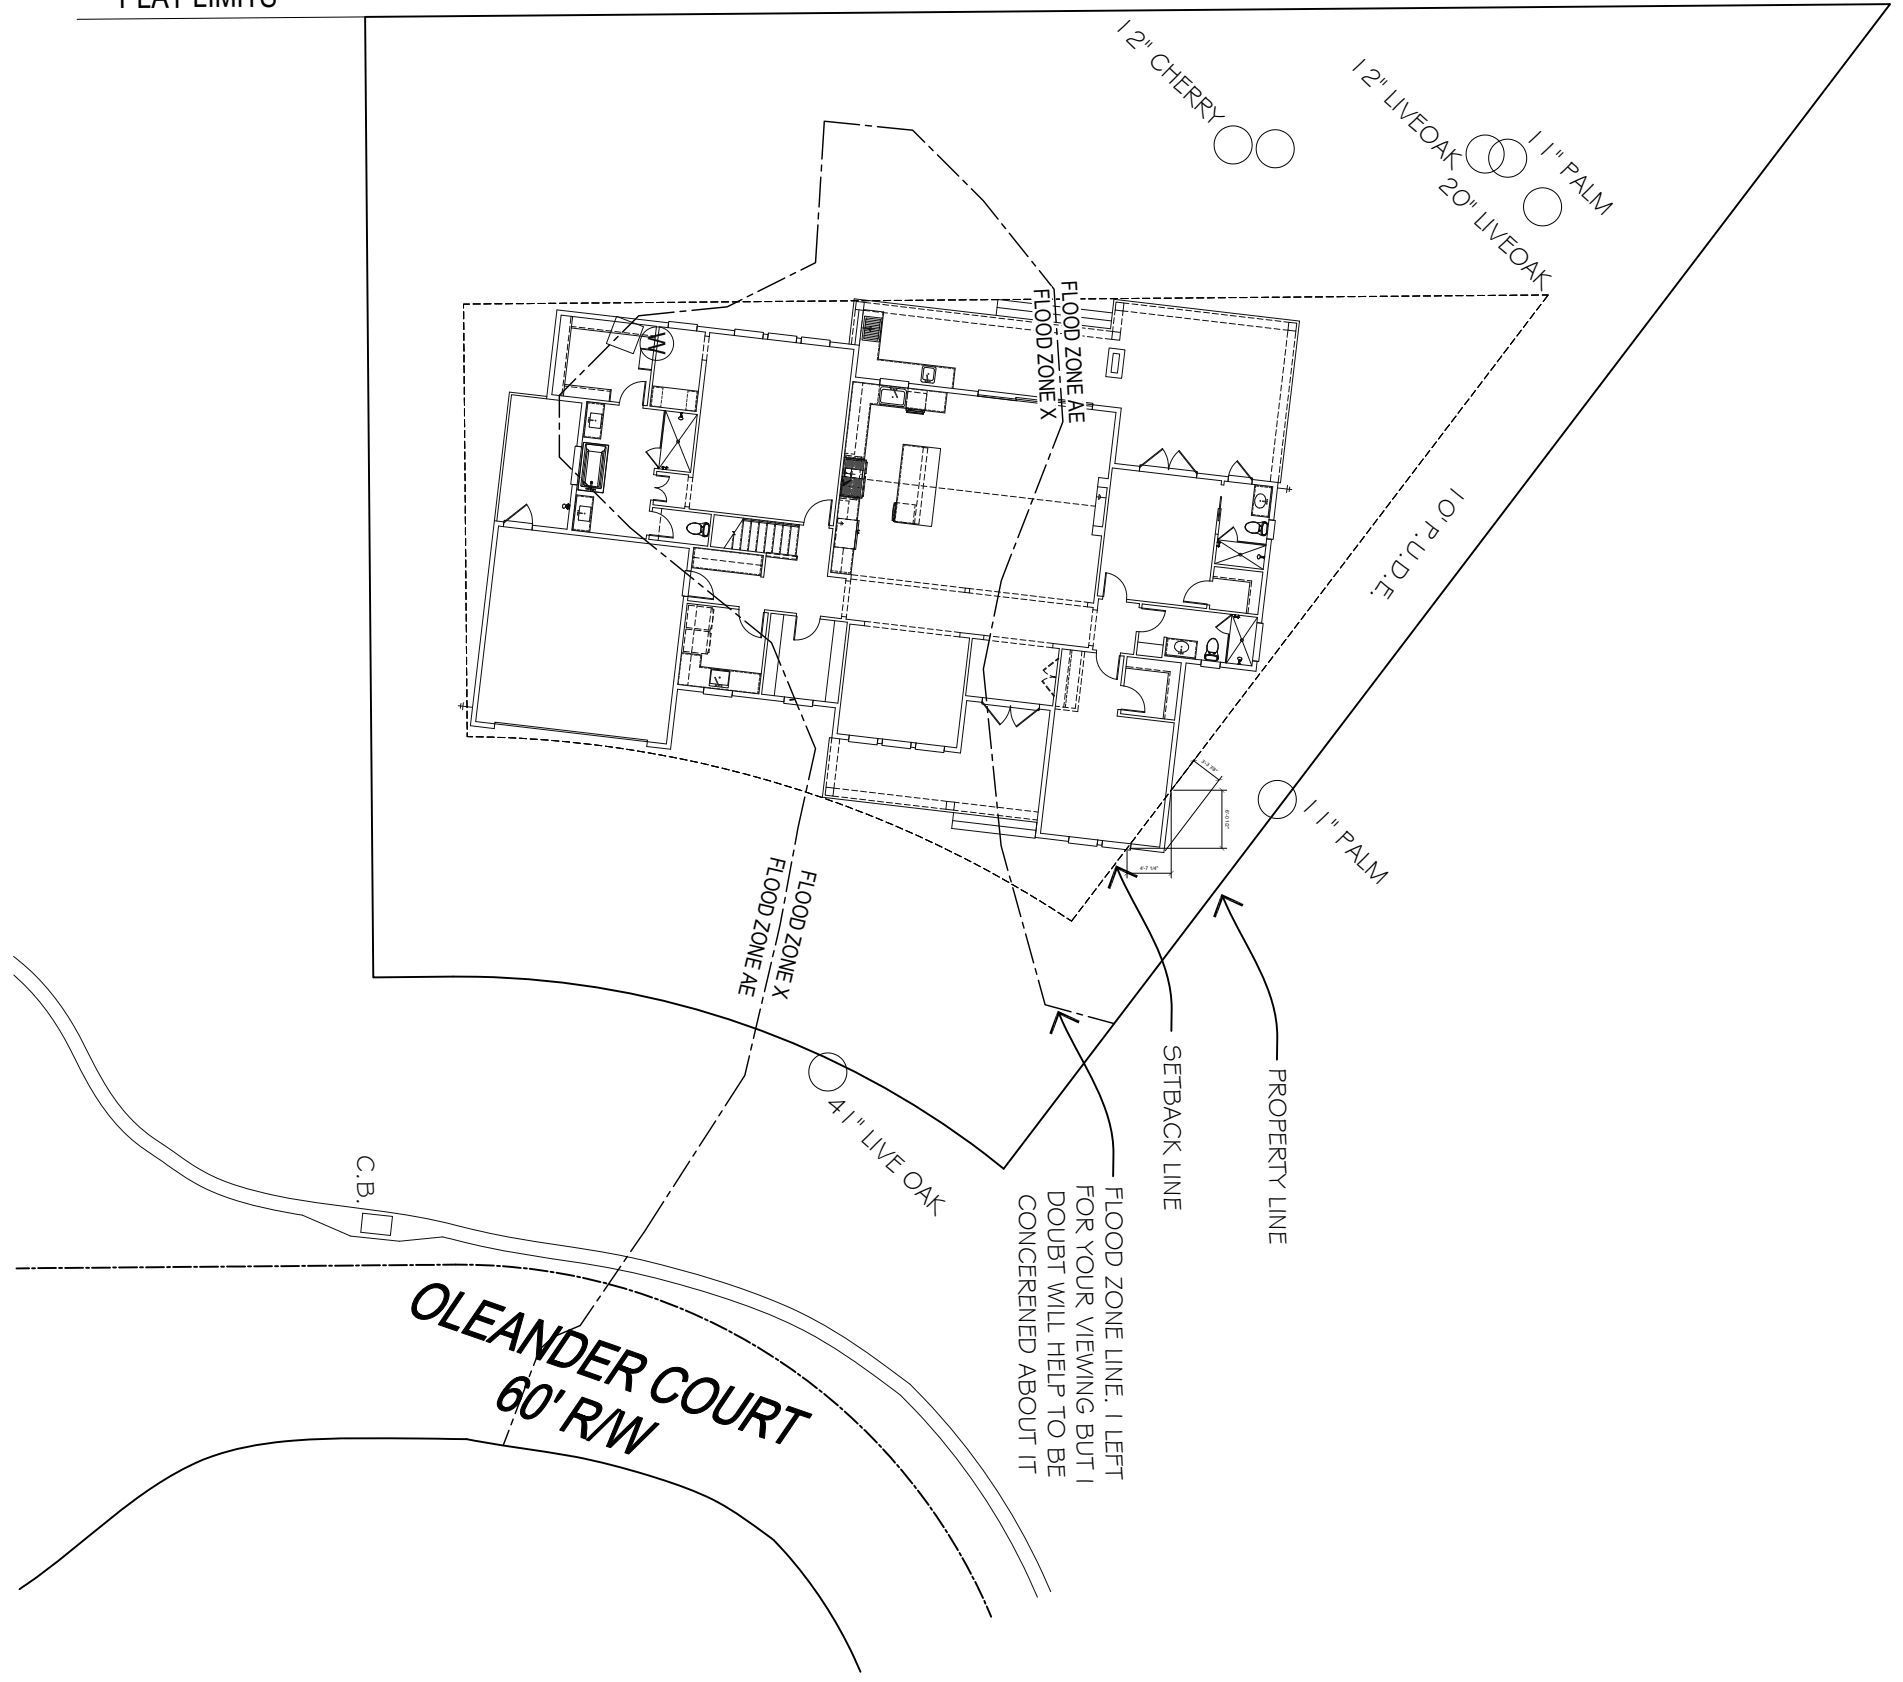 PLAT LIMITS
12" CHERRY
12" LIVEOAK
11" PALM
20" LIVEOAK
FLOOD ZONE AE
FLOOD ZONE X
W
10' P.U.D.E.
11" PALM
FLOOD ZONE X
FLOOD ZONE AE
PROPERTY LINE
SETBACK LINE
FLOOD ZONE LINE. I LEFT
FOR YOUR VIEWING BUT I
DOUBT WILL HELP TO BE
CONCERENED ABOUT IT
41" LIVE OAK
C.B.
OLEANDER COURT
60' R/W